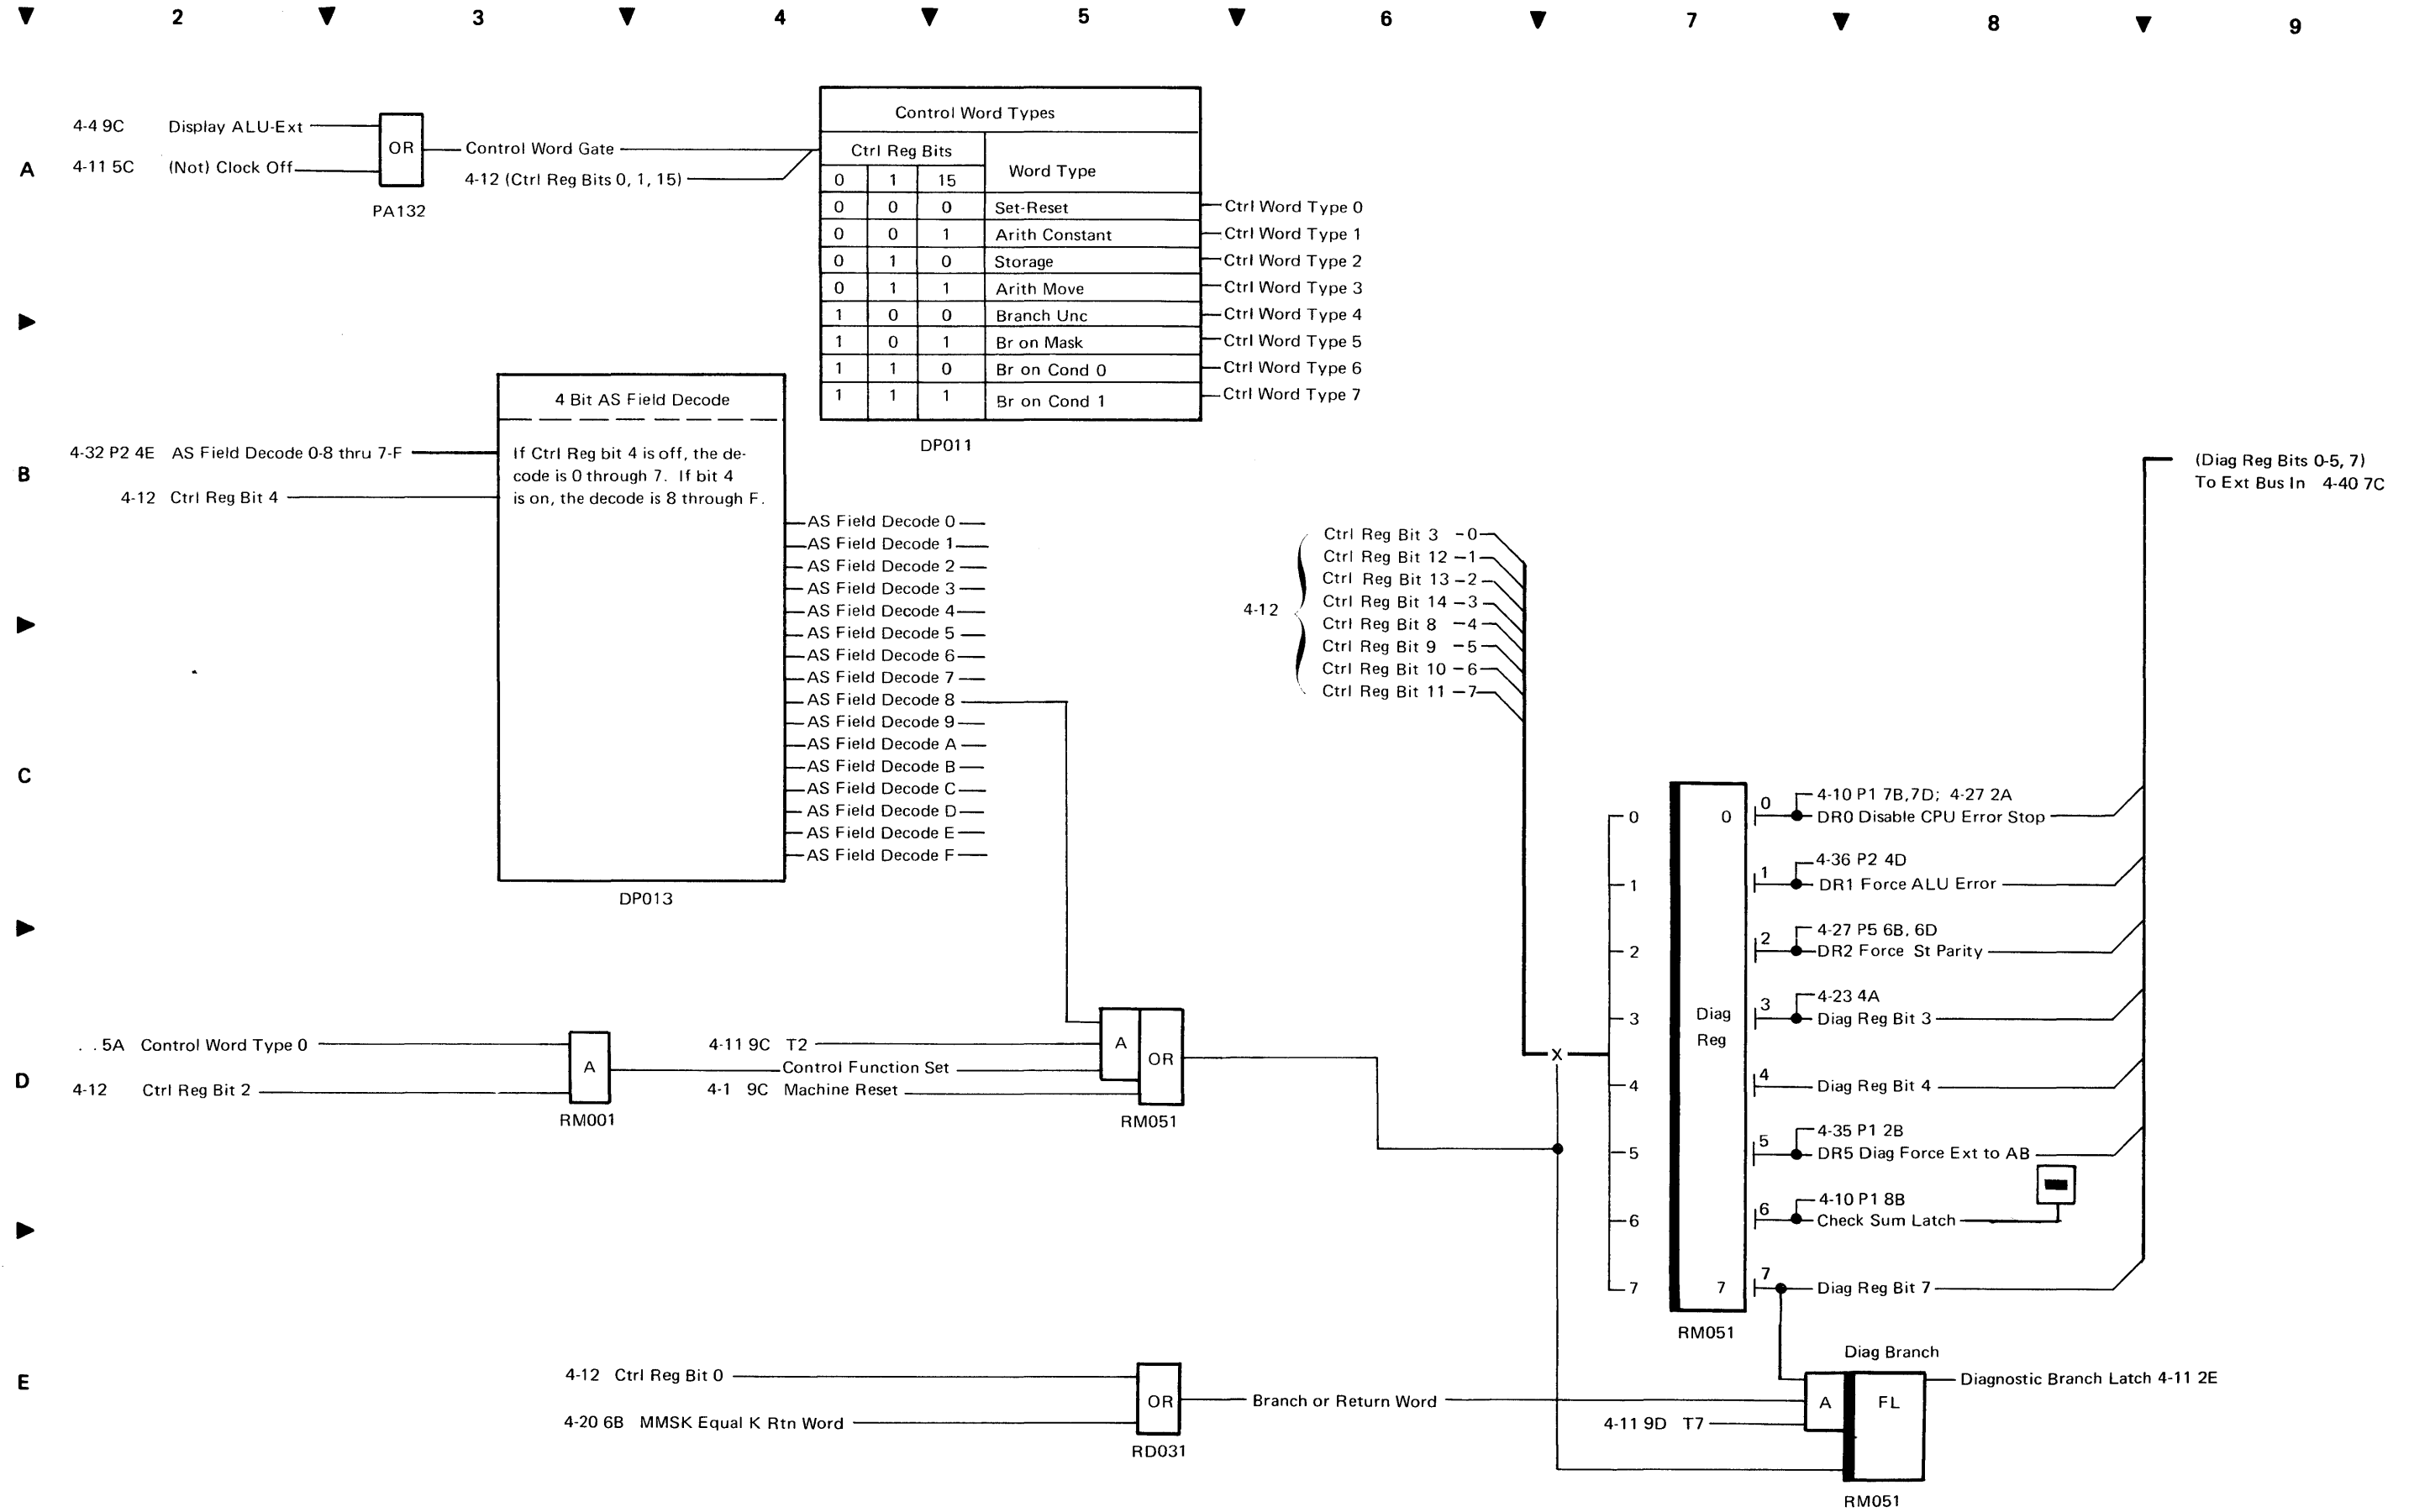 2 3 4 5 6 7 8 9
A
4-4 9C Display ALU-Ext
4-11 5C (Not) Clock Off
OR
PA132
Control Word Gate
4-12 (Ctrl Reg Bits 0, 1, 15)
Control Word Types
Ctrl Reg Bits
Word Type
0 1 15
0 0 0 Set-Reset Ctrl Word Type 0
0 0 1 Arith Constant Ctrl Word Type 1
0 1 0 Storage Ctrl Word Type 2
0 1 1 Arith Move Ctrl Word Type 3
1 0 0 Branch Unc Ctrl Word Type 4
1 0 1 Br on Mask Ctrl Word Type 5
1 1 0 Br on Cond 0 Ctrl Word Type 6
1 1 1 Br on Cond 1 Ctrl Word Type 7
DP011
B
4-32 P2 4E AS Field Decode 0-8 thru 7-F
4-12 Ctrl Reg Bit 4
4 Bit AS Field Decode
If Ctrl Reg bit 4 is off, the de-
code is 0 through 7. If bit 4
is on, the decode is 8 through F.
AS Field Decode 0
AS Field Decode 1
AS Field Decode 2
AS Field Decode 3
AS Field Decode 4
AS Field Decode 5
AS Field Decode 6
AS Field Decode 7
AS Field Decode 8
AS Field Decode 9
AS Field Decode A
AS Field Decode B
AS Field Decode C
AS Field Decode D
AS Field Decode E
AS Field Decode F
DP013
(Diag Reg Bits 0-5, 7)
To Ext Bus In 4-40 7C
4-12
Ctrl Reg Bit 3 -0
Ctrl Reg Bit 12 -1
Ctrl Reg Bit 13 -2
Ctrl Reg Bit 14 -3
Ctrl Reg Bit 8 -4
Ctrl Reg Bit 9 -5
Ctrl Reg Bit 10 -6
Ctrl Reg Bit 11 -7
C
0
1
2
3
4
5
6
7
X
0
Diag
Reg
7
RM051
0 4-10 P1 7B,7D; 4-27 2A
DR0 Disable CPU Error Stop
1 4-36 P2 4D
DR1 Force ALU Error
2 4-27 P5 6B, 6D
DR2 Force St Parity
3 4-23 4A
Diag Reg Bit 3
4 Diag Reg Bit 4
5 4-35 P1 2B
DR5 Diag Force Ext to AB
6 4-10 P1 8B
Check Sum Latch
7 Diag Reg Bit 7
D
. . 5A Control Word Type 0
4-12 Ctrl Reg Bit 2
A
RM001
4-11 9C T2
Control Function Set
4-1 9C Machine Reset
A
OR
RM051
E
4-12 Ctrl Reg Bit 0
4-20 6B MMSK Equal K Rtn Word
OR
RD031
Branch or Return Word
4-11 9D T7
Diag Branch
A
FL
Diagnostic Branch Latch 4-11 2E
RM051